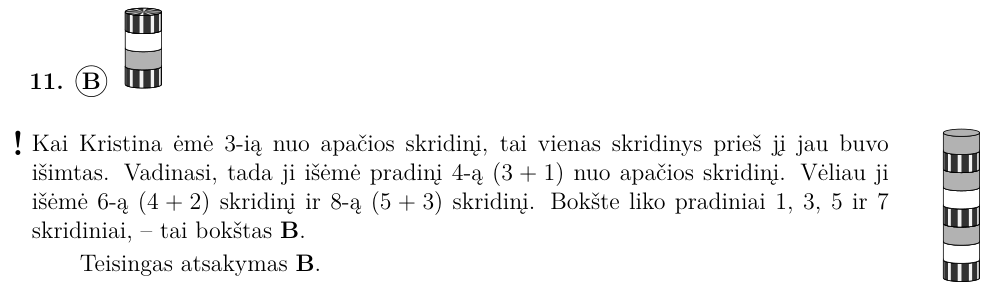 11. B
! Kai Kristina ėmė 3-ią nuo apačios skridinį, tai vienas skridinys prieš jį jau buvo
išimtas. Vadinasi, tada ji išėmė pradinį 4-ą (3 + 1) nuo apačios skridinį. Vėliau ji
išėmė 6-ą (4 + 2) skridinį ir 8-ą (5 + 3) skridinį. Bokšte liko pradiniai 1, 3, 5 ir 7
skridiniai, – tai bokštas B.
Teisingas atsakymas B.